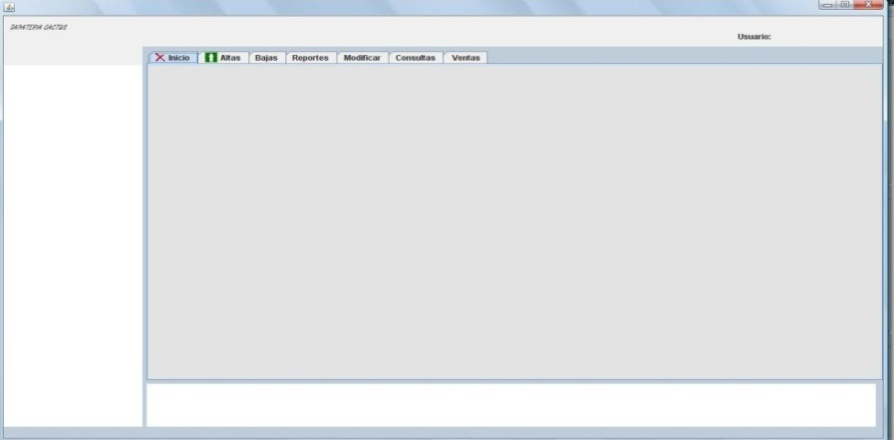 ZAPATERIA CACTUS
Usuario:
Inicio Altas Bajas Reportes Modificar Consultas Ventas